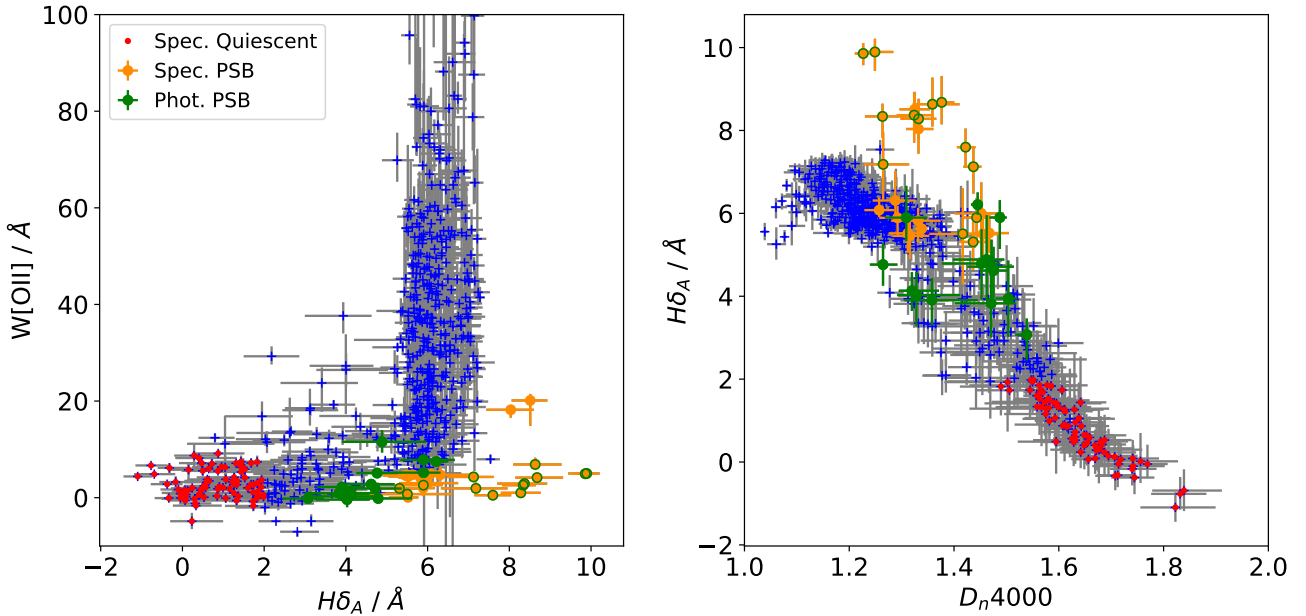 100
80
60
40
20
0
W[OII] / Å
Spec. Quiescent
Spec. PSB
Phot. PSB
−2 0 2 4 6 8 10
Hδ_A / Å
10
8
6
4
2
0
−2
Hδ_A / Å
1.0 1.2 1.4 1.6 1.8 2.0
D_n4000